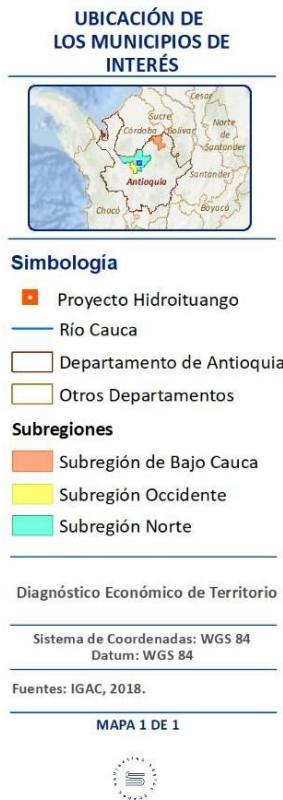 UBICACIÓN DE
LOS MUNICIPIOS DE
INTERÉS
Cesar
Sucre
Córdoba
Bolívar
Norte
de
Santander
Antioquia
Santander
Chocó
Boyacá
Simbología
Proyecto Hidroituango
Río Cauca
Departamento de Antioquia
Otros Departamentos
Subregiones
Subregión de Bajo Cauca
Subregión Occidente
Subregión Norte
Diagnóstico Económico de Territorio
Sistema de Coordenadas: WGS 84
Datum: WGS 84
Fuentes: IGAC, 2018.
MAPA 1 DE 1